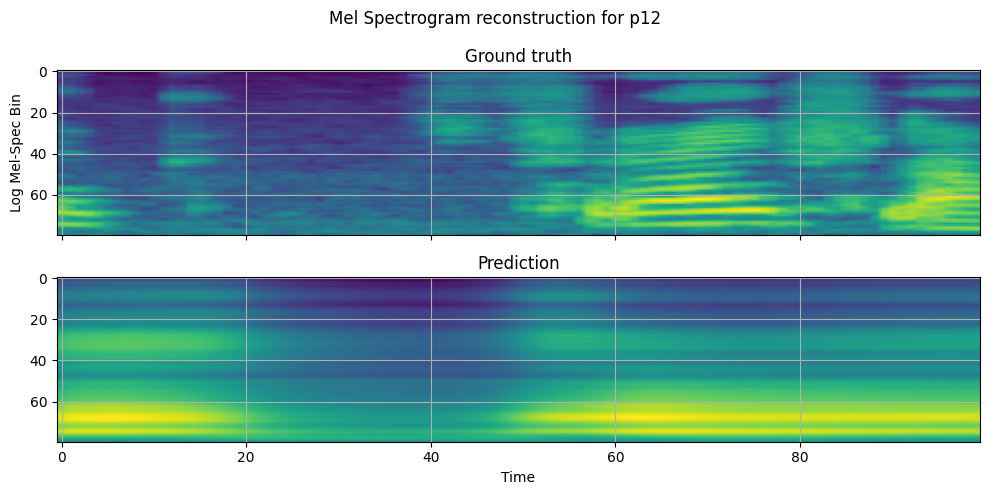 Mel Spectrogram reconstruction for p12
Ground truth
0
20
40
60
Log Mel-Spec Bin
Prediction
0
20
40
60
0 20 40 60 80
Time